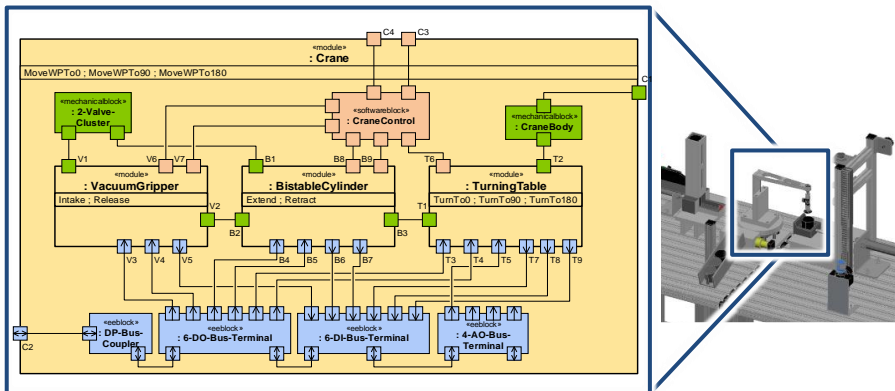 C4
C3
«module»
: Crane
MoveWPTo0 ; MoveWPTo90 ; MoveWPTo180
C1
«mechanicalblock»
: 2-Valve-
Cluster
«softwareblock»
: CraneControl
«mechanicalblock»
: CraneBody
V1
V6
V7
B1
B8
B9
T6
T2
«module»
: VacuumGripper
Intake ; Release
«module»
: BistableCylinder
Extend ; Retract
«module»
: TurningTable
TurnTo0 ; TurnTo90 ; TurnTo180
V2
B2
B3
T1
V3
V4
V5
B4
B5
B6
B7
T3
T4
T5
T7
T8
T9
C2
«eeblock»
: DP-Bus-
Coupler
«eeblock»
: 6-DO-Bus-Terminal
«eeblock»
: 6-DI-Bus-Terminal
«eeblock»
: 4-AO-Bus-
Terminal